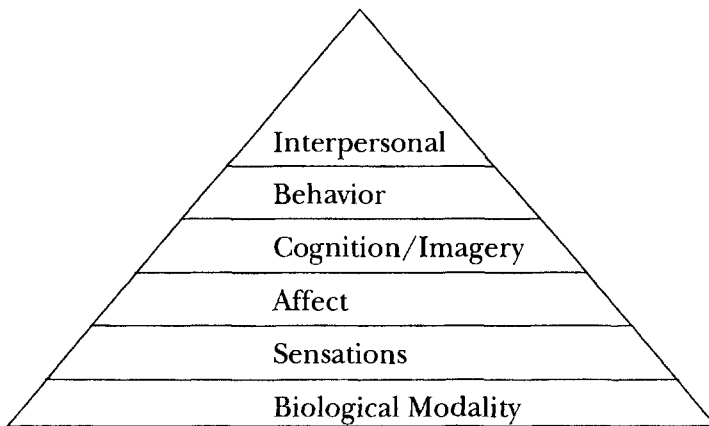 Interpersonal
Behavior
Cognition/Imagery
Affect
Sensations
Biological Modality